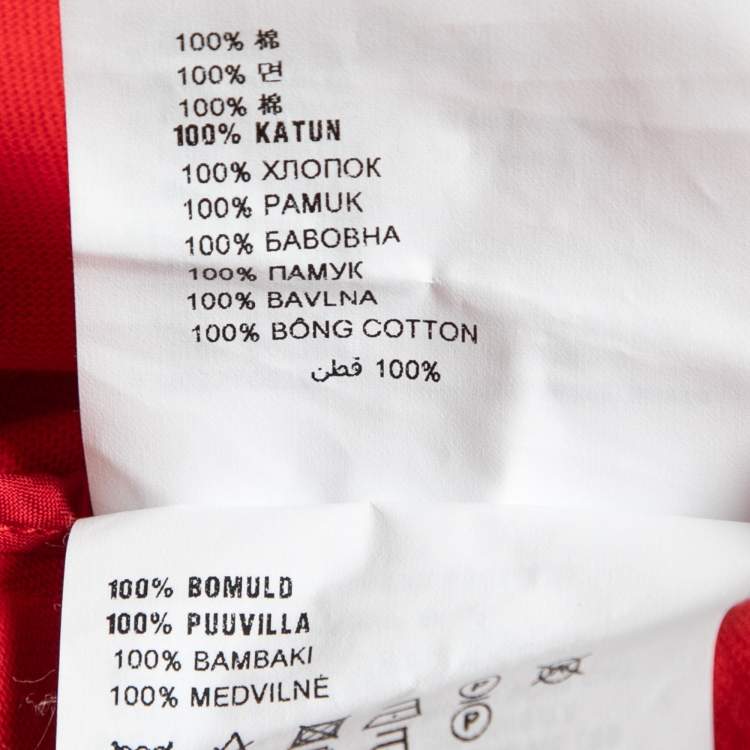 100% 棉
100% 면
100% 棉
100% KATUN
100% ХЛОПОК
100% PAMUK
100% БАВОВНА
100% ПАМУК
100% BAVLNA
100% BÔNG COTTON
100% قطن
100% BOMULD
100% PUUVILLA
100% BAMBAKI
100% MEDVILNĖ